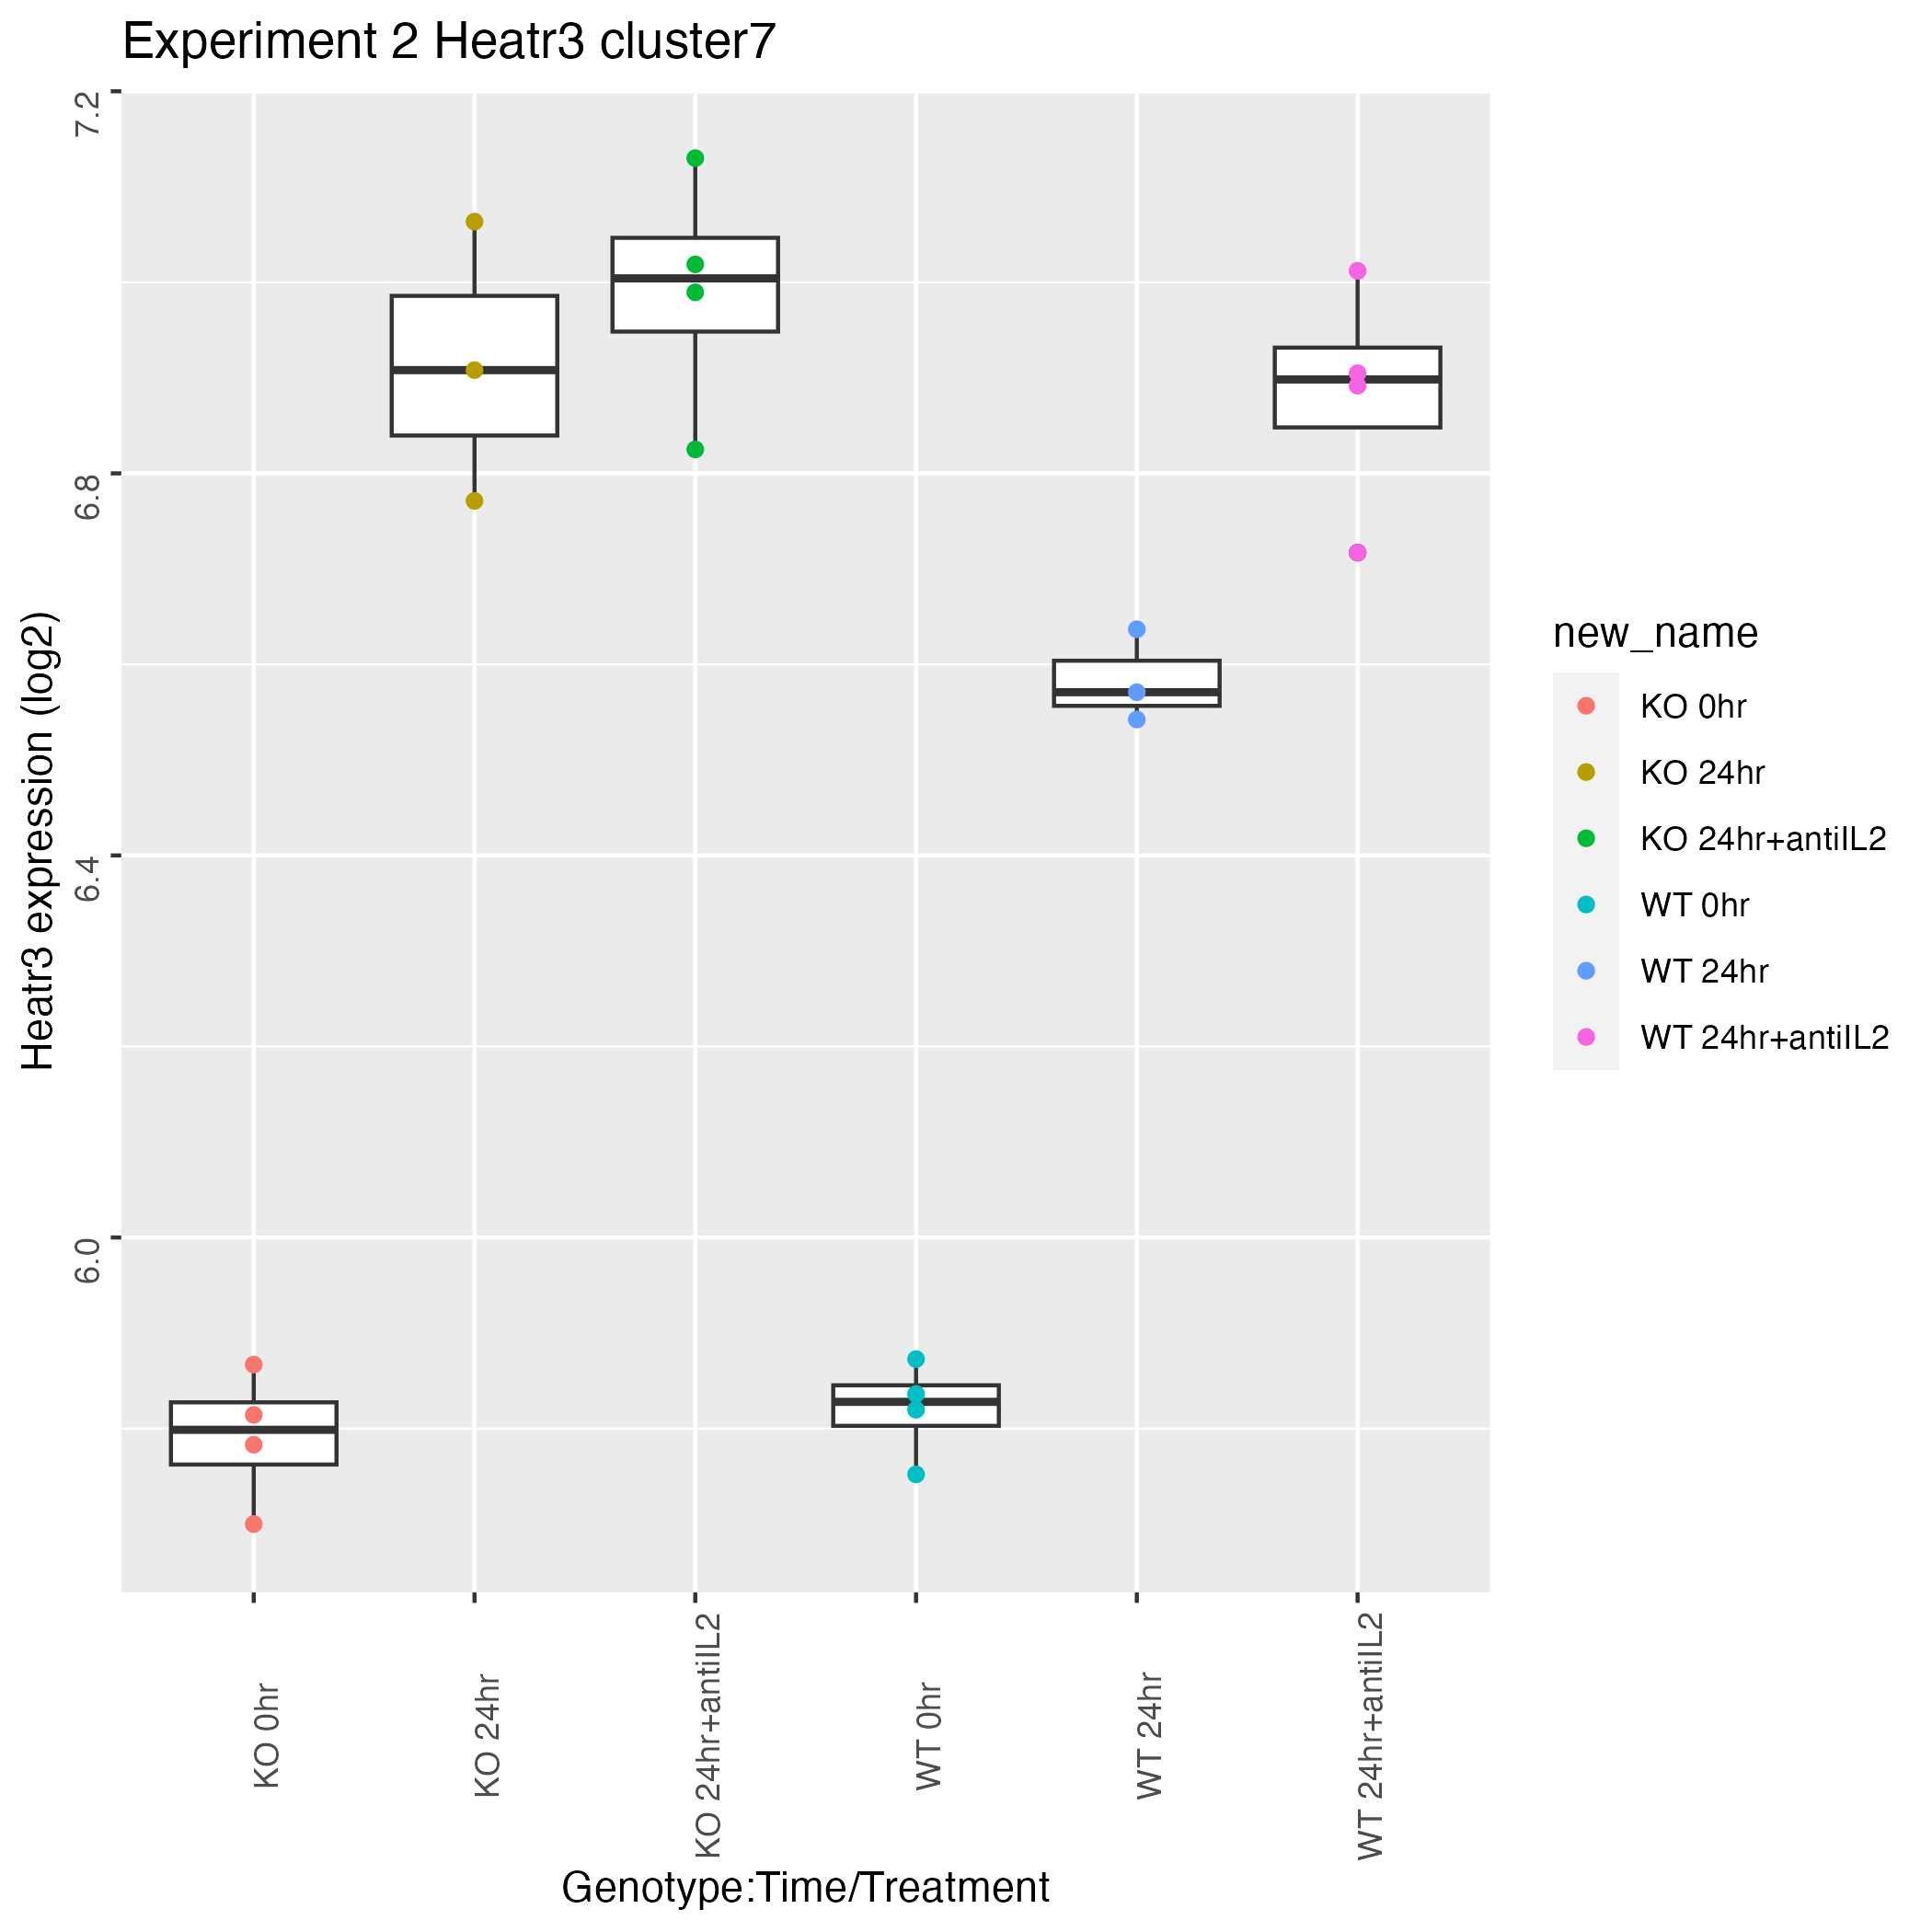 Experiment 2 Heatr3 cluster7
Heatr3 expression (log2)
7.2
6.8
6.4
6.0
KO 0hr
KO 24hr
KO 24hr+antiIL2
WT 0hr
WT 24hr
WT 24hr+antiIL2
Genotype:Time/Treatment
new_name
KO 0hr
KO 24hr
KO 24hr+antiIL2
WT 0hr
WT 24hr
WT 24hr+antiIL2